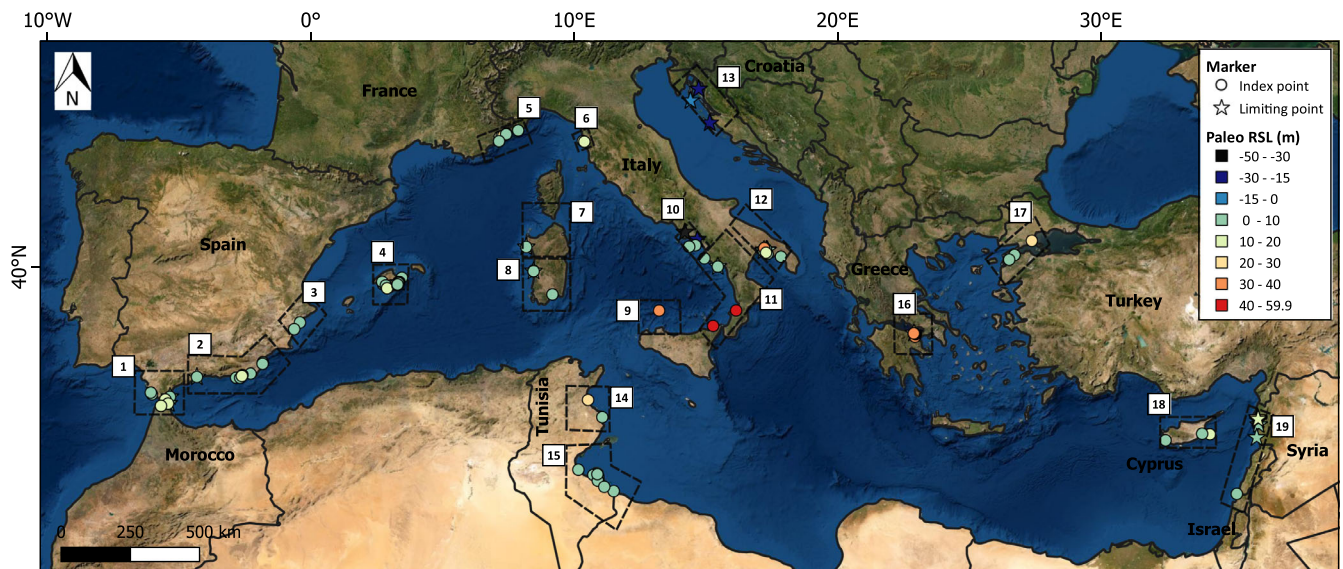 10°W 0° 10°E 20°E 30°E
40°N
N
France
Croatia
Italy
Spain
Greece
Turkey
Tunisia
Morocco
Cyprus
Syria
Israel
1
2
3
4
5
6
7
8
9
10
11
12
13
14
15
16
17
18
19
0 250 500 km
Marker
Index point
Limiting point
Paleo RSL (m)
-50 - -30
-30 - -15
-15 - 0
0 - 10
10 - 20
20 - 30
30 - 40
40 - 59.9